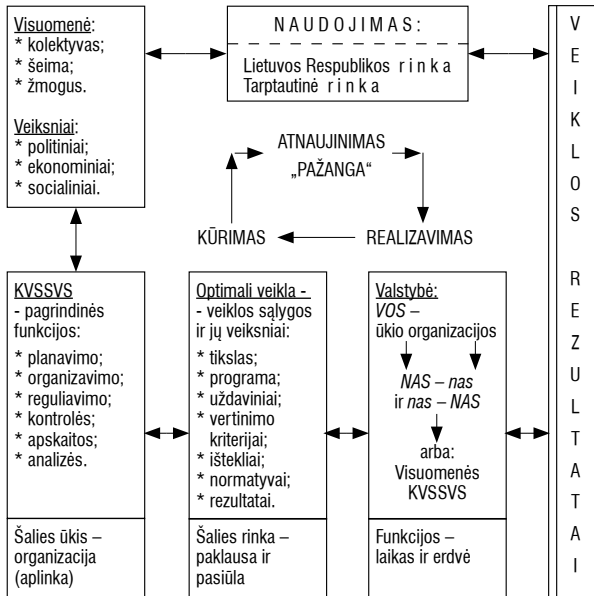 Visuomenė:
* kolektyvas;
* šeima;
* žmogus.
Veiksniai:
* politiniai;
* ekonominiai;
* socialiniai.
NAUDOJIMAS:
Lietuvos Respublikos rinka
Tarptautinė rinka
ATNAUJINIMAS
„PAŽANGA“
KŪRIMAS
REALIZAVIMAS
KVSSVS
- pagrindinės
funkcijos:
* planavimo;
* organizavimo;
* reguliavimo;
* kontrolės;
* apskaitos;
* analizės.
Šalies ūkis –
organizacija
(aplinka)
Optimali veikla -
- veiklos sąlygos
ir jų veiksniai:
* tikslas;
* programa;
* uždaviniai;
* vertinimo
kriterijai;
* ištekliai;
* normatyvai;
* rezultatai.
Šalies rinka –
paklausa ir
pasiūla
Valstybė:
VOS –
ūkio organizacijos
NAS – nas
ir nas – NAS
arba:
Visuomenės
KVSSVS
Funkcijos –
laikas ir erdvė
VEIKLOS REZULTATAI